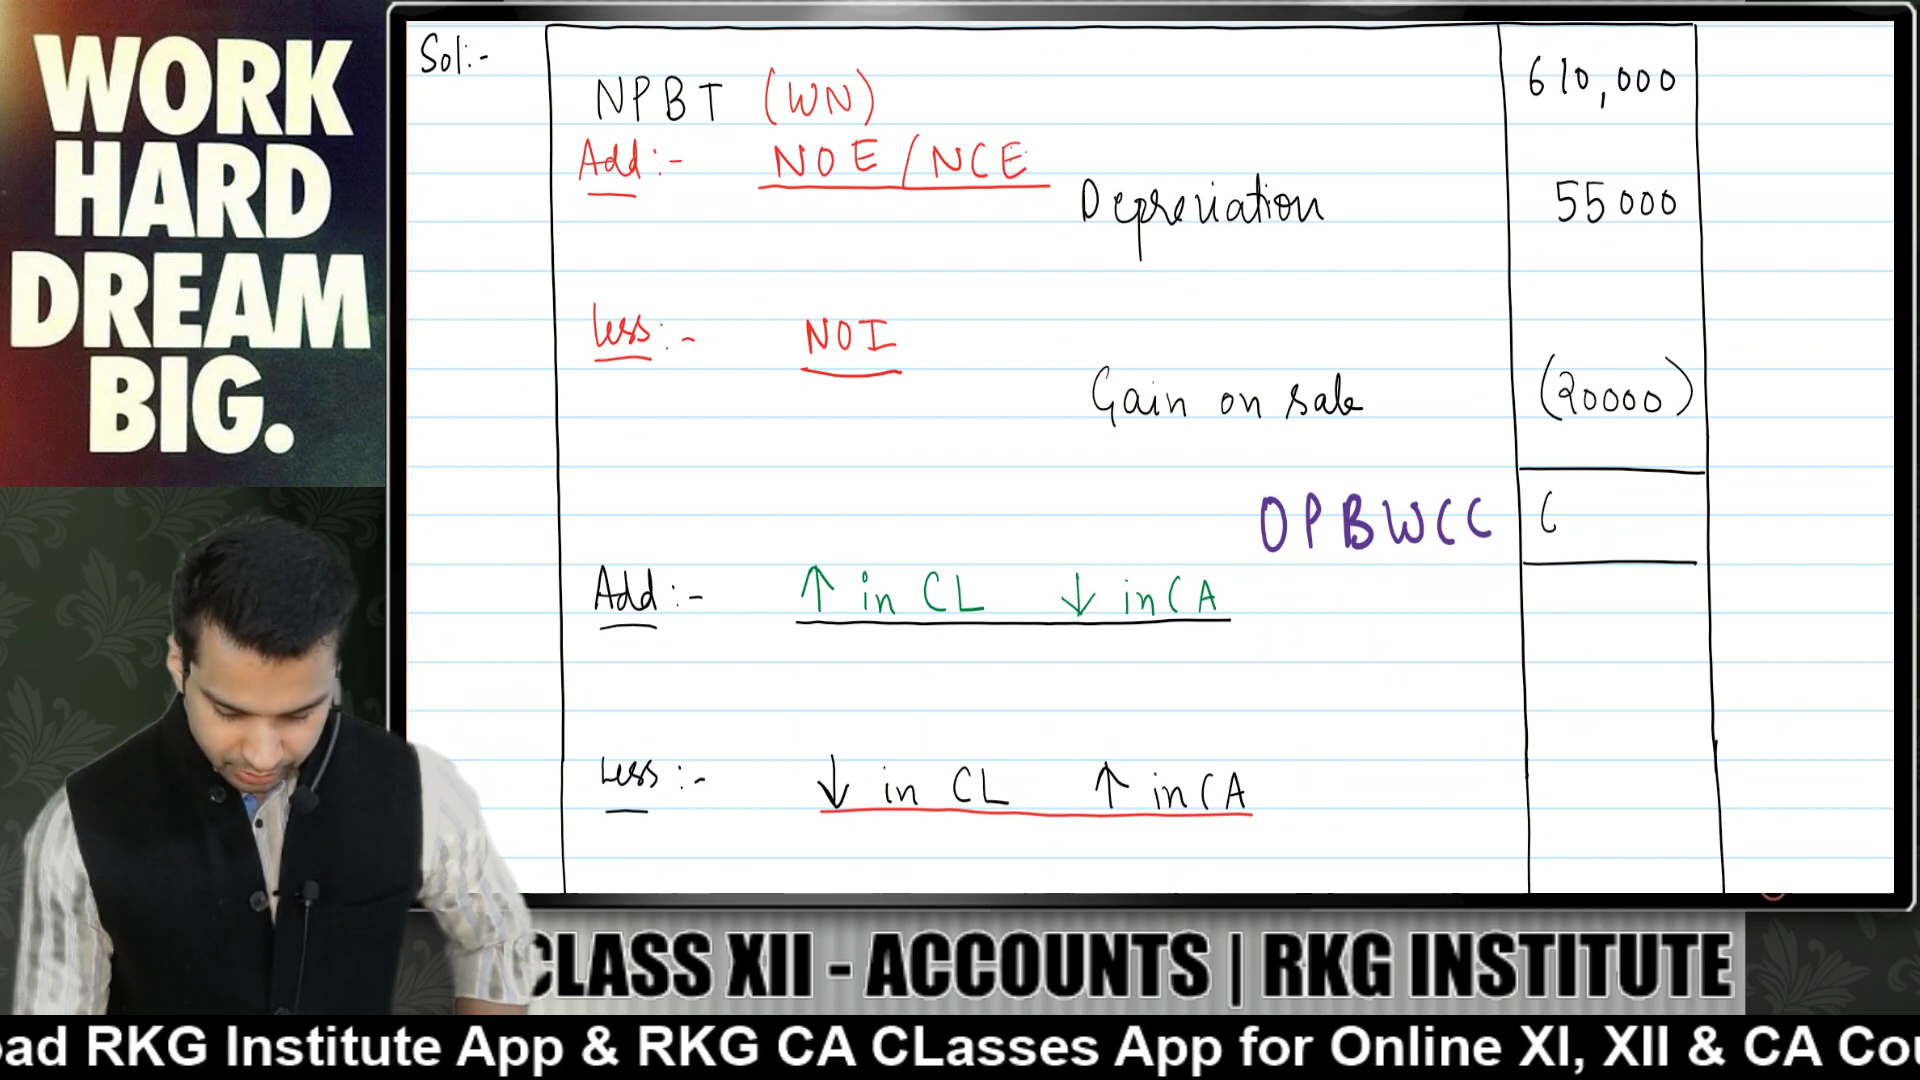 WORK
HARD
DREAM
BIG.
Sol:-
NPBT (WN) 610,000
Add:- NOE/NCE
Depreciation 55000
Less:- NOI
Gain on sale (20000)
OPBWCC 6
Add:- ↑ in CL ↓ in CA
Less:- ↓ in CL ↑ in CA
CLASS XII - ACCOUNTS | RKG INSTITUTE
oad RKG Institute App & RKG CA CLasses App for Online XI, XII & CA Cou